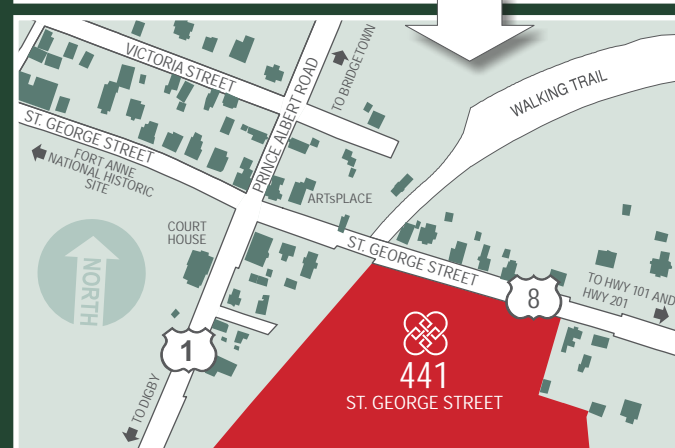 VICTORIA STREET
TO BRIDGETOWN
PRINCE ALBERT ROAD
WALKING TRAIL
ST. GEORGE STREET
FORT ANNE
NATIONAL HISTORIC
SITE
ARTsPLACE
COURT
HOUSE
ST. GEORGE STREET
NORTH
8
TO HWY 101 AND
HWY 201
1
441
ST. GEORGE STREET
TO DIGBY